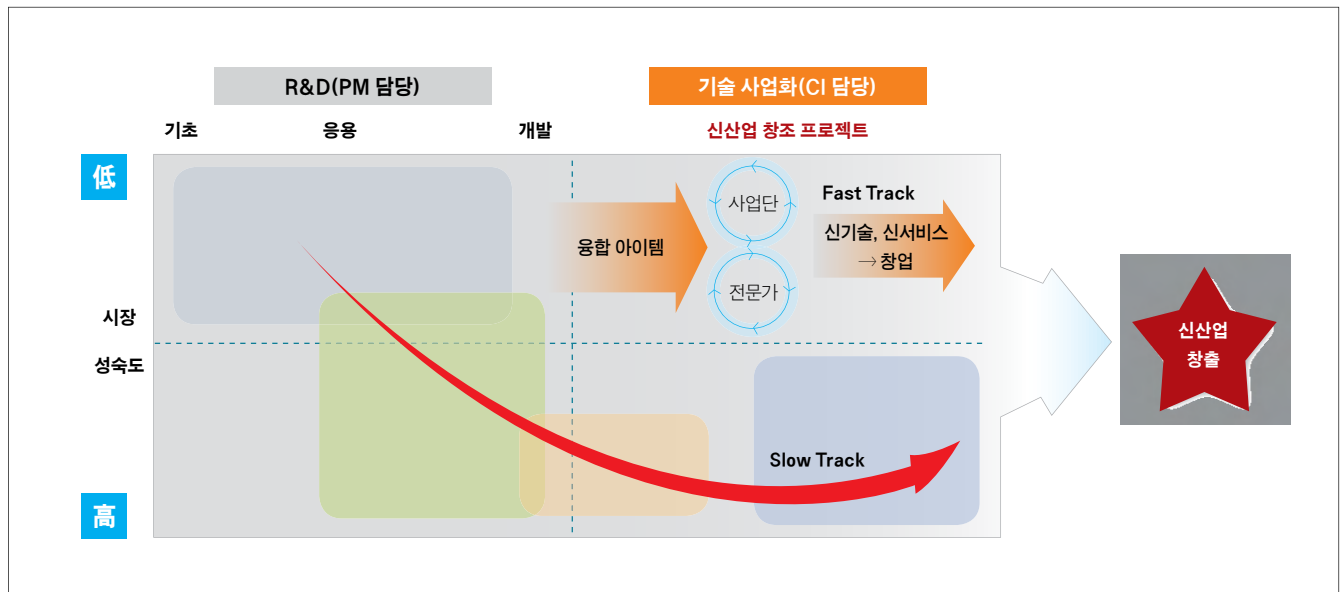 R&D(PM 담당)
기술 사업화(CI 담당)
기초
응용
개발
신산업 창조 프로젝트
低
사업단
Fast Track
융합 아이템
신기술, 신서비스
→ 창업
전문가
시장
성숙도
신산업
창출
Slow Track
高